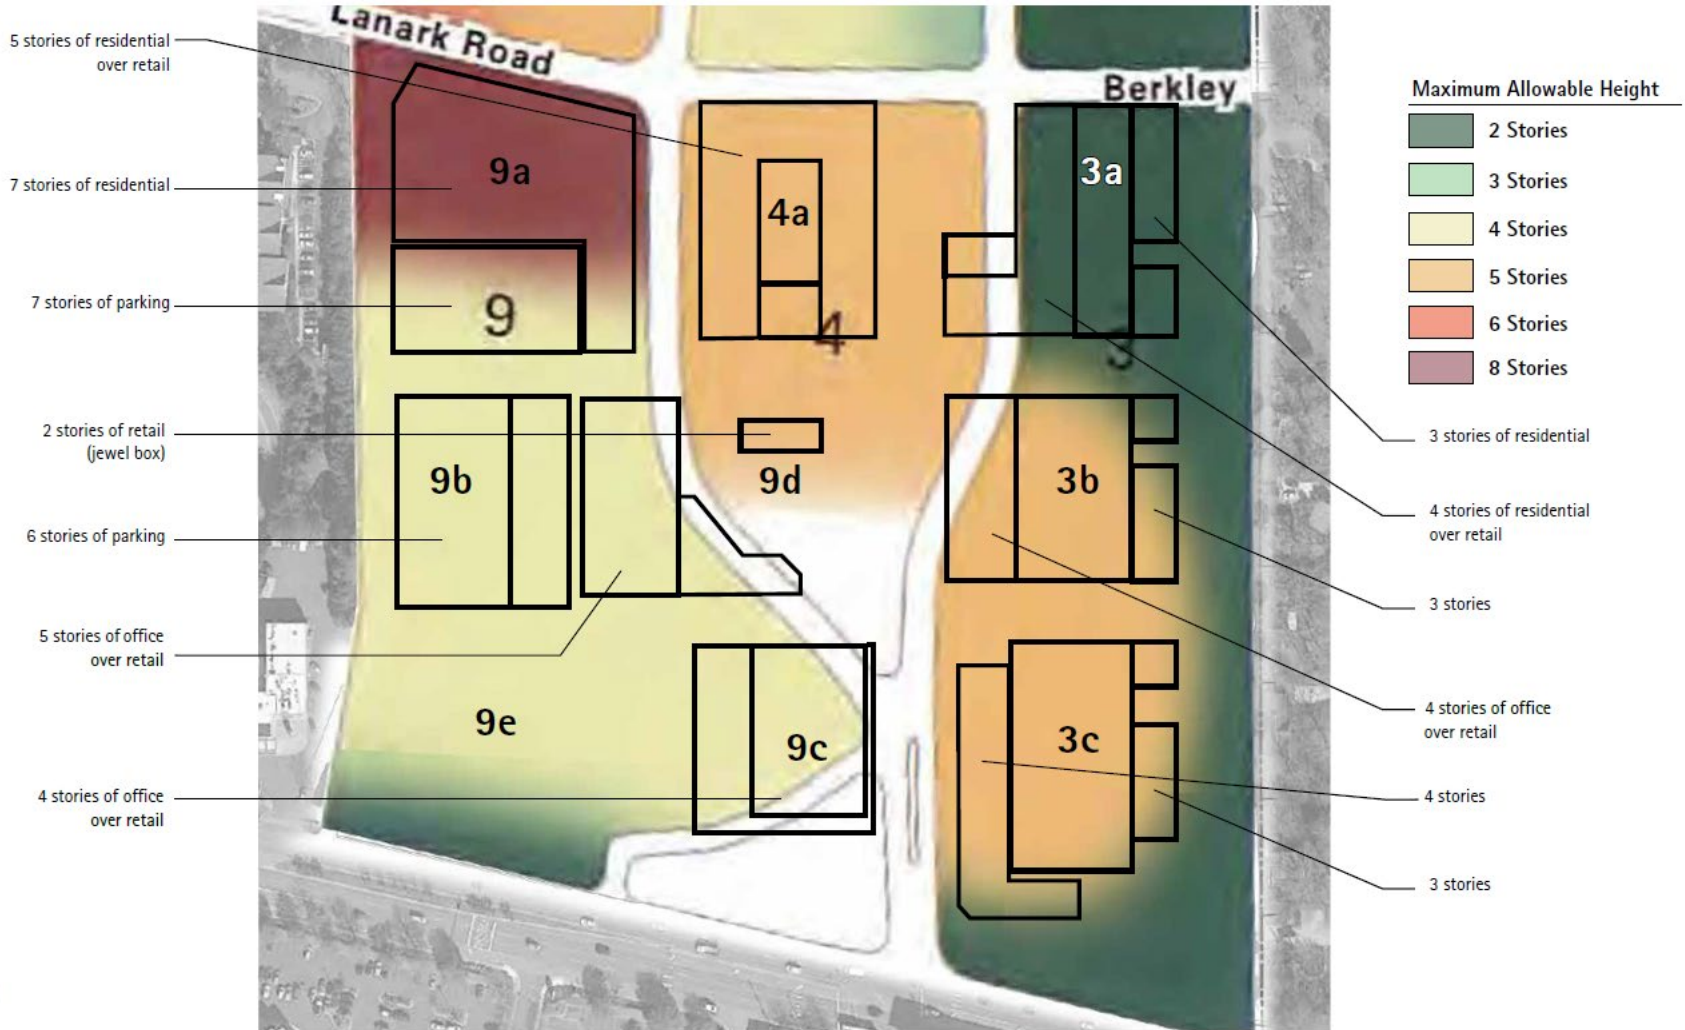 Lanark Road
Berkley
5 stories of residential
over retail
7 stories of residential
7 stories of parking
2 stories of retail
(jewel box)
6 stories of parking
5 stories of office
over retail
4 stories of office
over retail
9a
9
4a
4
3a
3
9b
9d
3b
9e
9c
3c
Maximum Allowable Height
2 Stories
3 Stories
4 Stories
5 Stories
6 Stories
8 Stories
3 stories of residential
4 stories of residential
over retail
3 stories
4 stories of office
over retail
4 stories
3 stories